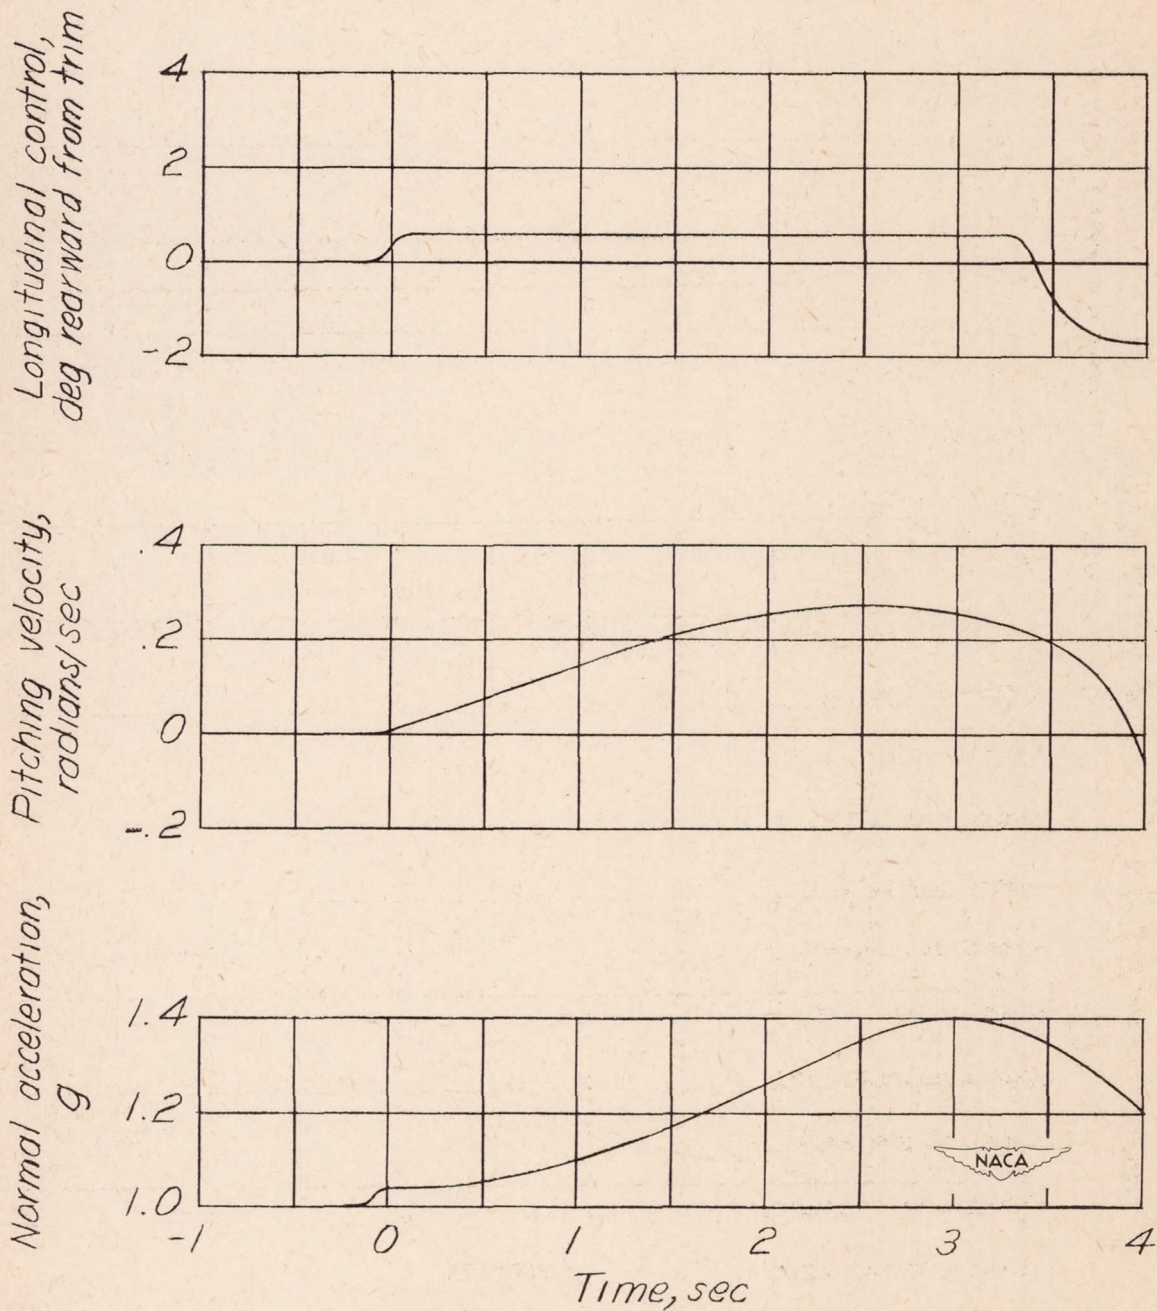 Longitudinal control,
deg rearward from trim
4
2
0
-2
Pitching velocity,
radians/sec
.4
.2
0
-.2
Normal acceleration,
g
1.4
1.2
1.0
NACA
-1 0 1 2 3 4
Time, sec